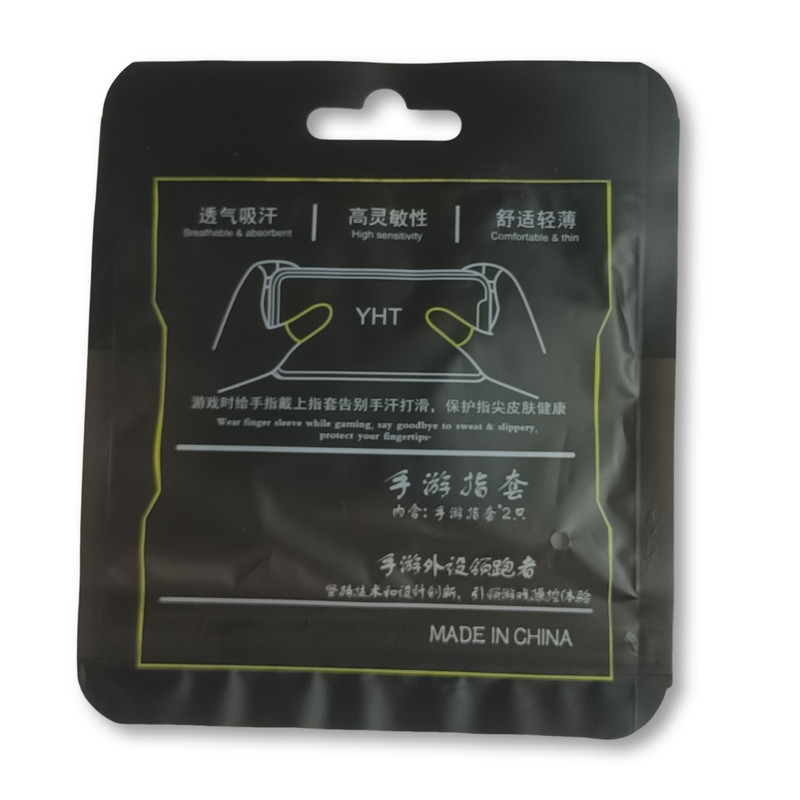 透气吸汗 高灵敏性 舒适轻薄
Breathable & absorbent High sensitivity Comfortable & thin
YHT
游戏时给手指戴上指套告别手汗打滑，保护指尖皮肤健康
Wear finger sleeve while gaming, say goodbye to sweat & slippery,
protect your fingertips·
手游指套
内含：手游指套*2只
手游外设领跑者
坚持技术和设计创新，引领游戏操控体验
MADE IN CHINA